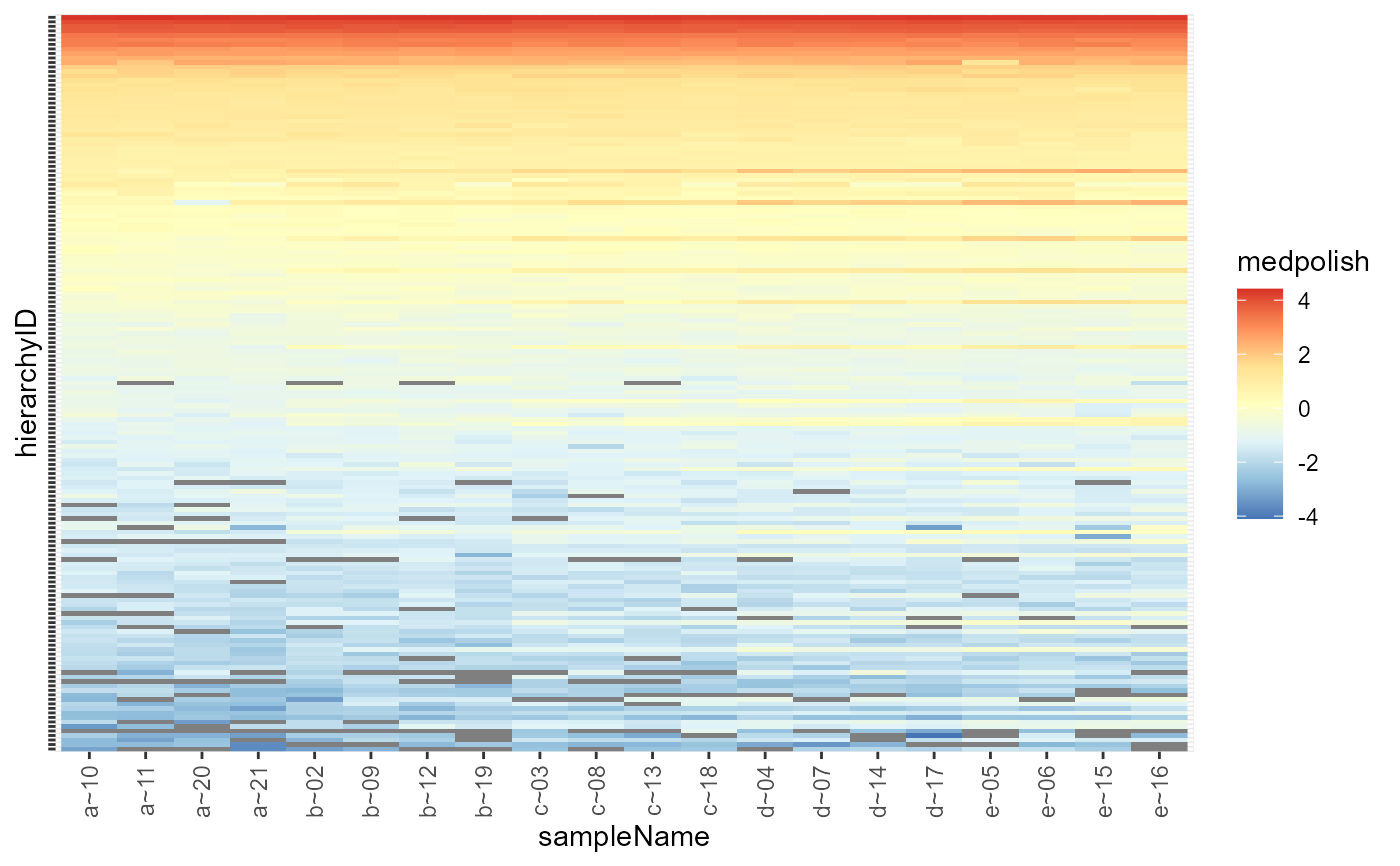 hierarchyID
medpolish
4
2
0
-2
-4
a~10
a~11
a~20
a~21
b~02
b~09
b~12
b~19
c~03
c~08
c~13
c~18
d~04
d~07
d~14
d~17
e~05
e~06
e~15
e~16
sampleName